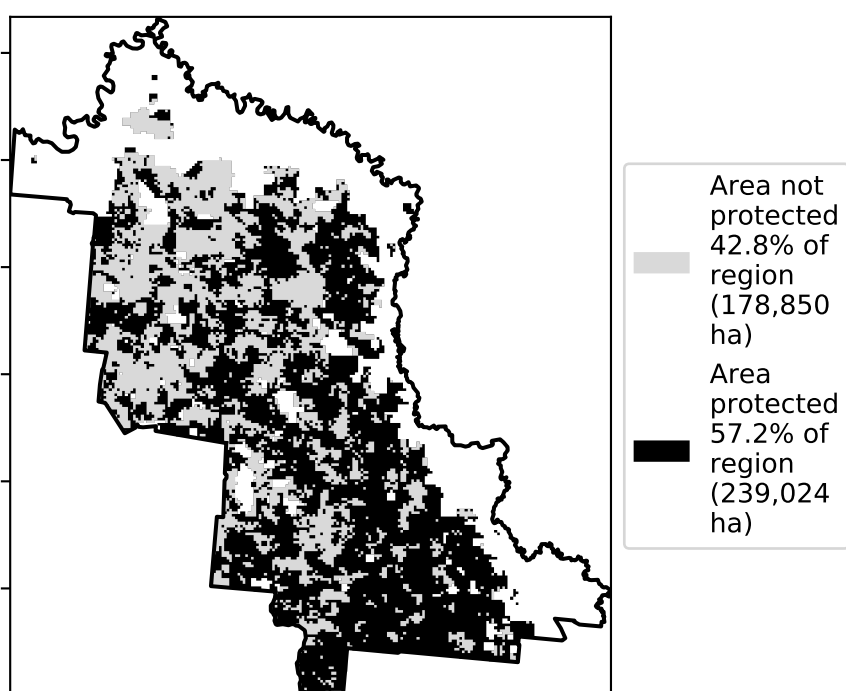 Area not
protected
42.8% of
region
(178,850
ha)
Area
protected
57.2% of
region
(239,024
ha)